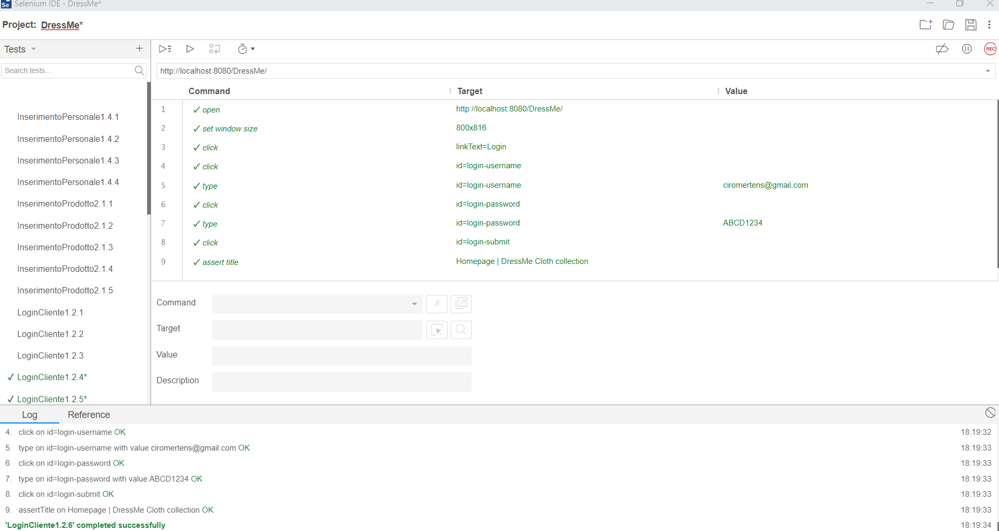 Se Selenium IDE - DressMe*
Project: DressMe*
Tests
REC
Search tests...
http://localhost:8080/DressMe/
Command Target Value
1 ✓ open http://localhost:8080/DressMe/
2 ✓ set window size 800x816
3 ✓ click linkText=Login
4 ✓ click id=login-username
5 ✓ type id=login-username ciromertens@gmail.com
6 ✓ click id=login-password
7 ✓ type id=login-password ABCD1234
8 ✓ click id=login-submit
9 ✓ assert title Homepage | DressMe Cloth collection
InserimentoPersonale1.4.1
InserimentoPersonale1.4.2
InserimentoPersonale1.4.3
InserimentoPersonale1.4.4
InserimentoProdotto2.1.1
InserimentoProdotto2.1.2
InserimentoProdotto2.1.3
InserimentoProdotto2.1.4
InserimentoProdotto2.1.5
LoginCliente1.2.1
LoginCliente1.2.2
LoginCliente1.2.3
✓ LoginCliente1.2.4*
✓ LoginCliente1.2.5*
Command //
Target
Value
Description
Log Reference
4. click on id=login-username OK 18:19:32
5. type on id=login-username with value ciromertens@gmail.com OK 18:19:33
6. click on id=login-password OK 18:19:33
7. type on id=login-password with value ABCD1234 OK 18:19:33
8. click on id=login-submit OK 18:19:33
9. assertTitle on Homepage | DressMe Cloth collection OK 18:19:33
'LoginCliente1.2.6' completed successfully 18:19:34